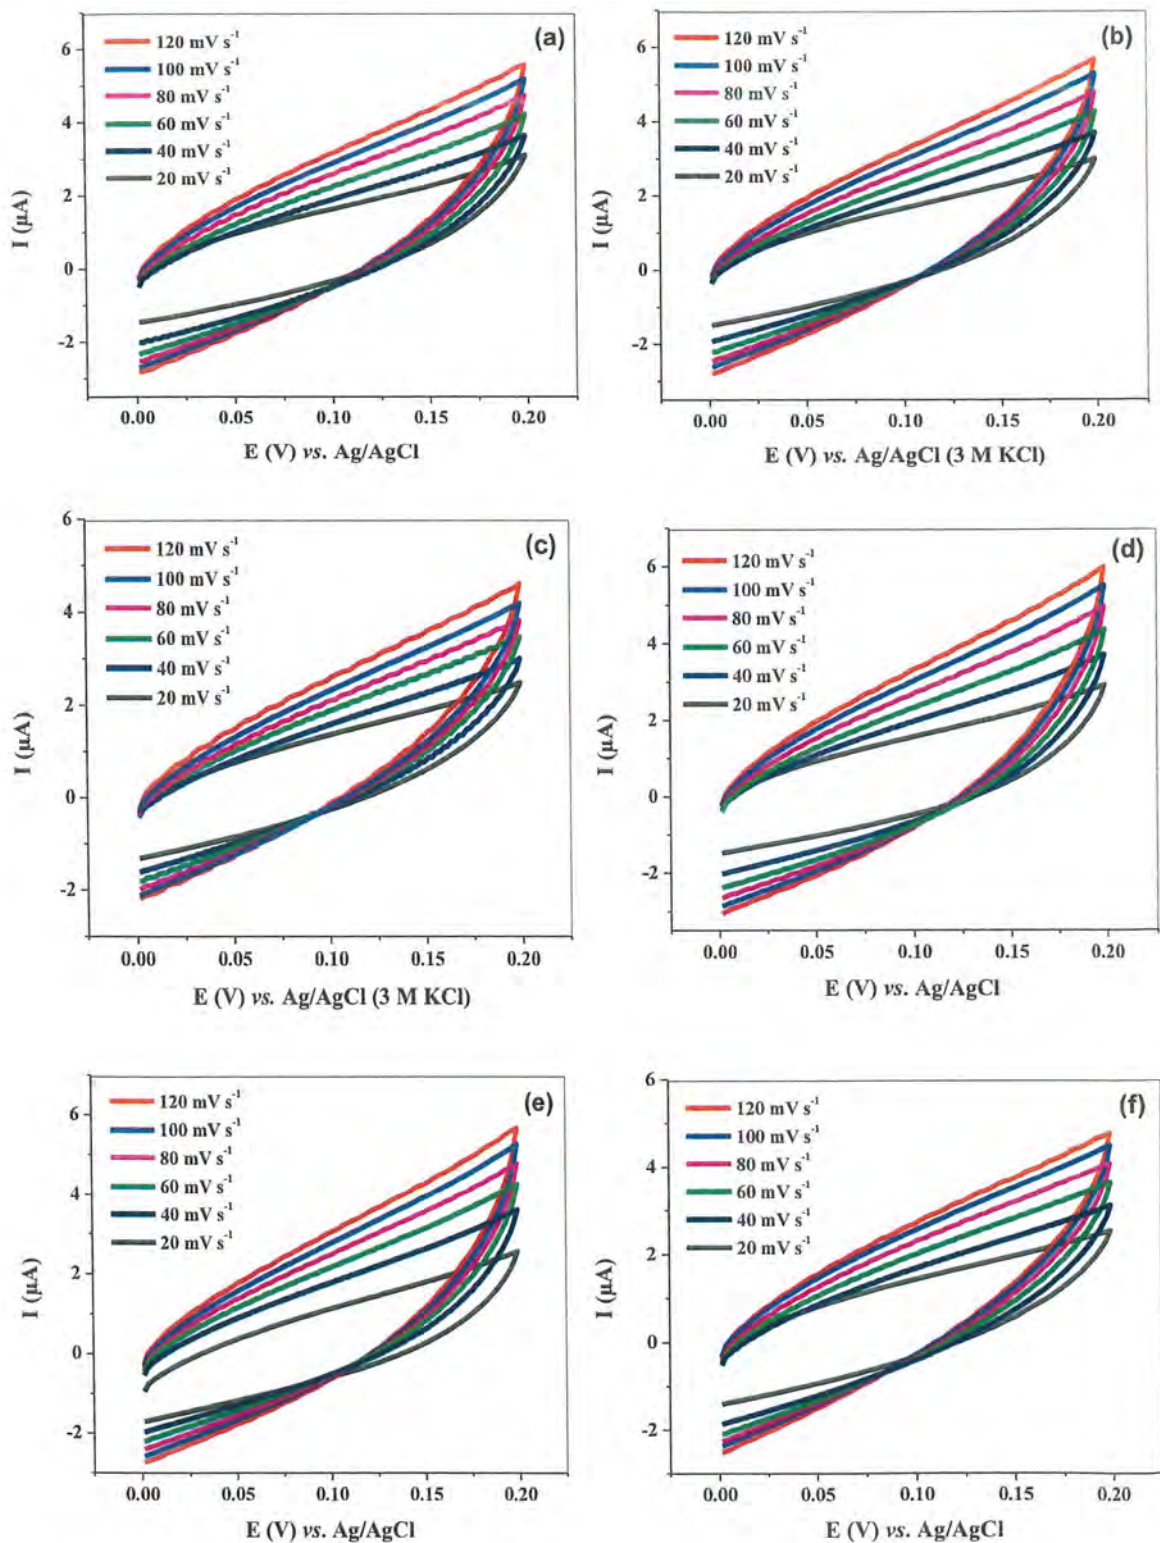 (a)
120 mV s⁻¹
100 mV s⁻¹
80 mV s⁻¹
60 mV s⁻¹
40 mV s⁻¹
20 mV s⁻¹
6
4
2
0
-2
I (µA)
0.00 0.05 0.10 0.15 0.20
E (V) vs. Ag/AgCl
(b)
120 mV s⁻¹
100 mV s⁻¹
80 mV s⁻¹
60 mV s⁻¹
40 mV s⁻¹
20 mV s⁻¹
6
4
2
0
-2
I (µA)
0.00 0.05 0.10 0.15 0.20
E (V) vs. Ag/AgCl (3 M KCl)
(c)
120 mV s⁻¹
100 mV s⁻¹
80 mV s⁻¹
60 mV s⁻¹
40 mV s⁻¹
20 mV s⁻¹
6
4
2
0
-2
I (µA)
0.00 0.05 0.10 0.15 0.20
E (V) vs. Ag/AgCl (3 M KCl)
(d)
120 mV s⁻¹
100 mV s⁻¹
80 mV s⁻¹
60 mV s⁻¹
40 mV s⁻¹
20 mV s⁻¹
6
4
2
0
-2
I (µA)
0.00 0.05 0.10 0.15 0.20
E (V) vs. Ag/AgCl
(e)
120 mV s⁻¹
100 mV s⁻¹
80 mV s⁻¹
60 mV s⁻¹
40 mV s⁻¹
20 mV s⁻¹
6
4
2
0
-2
I (µA)
0.00 0.05 0.10 0.15 0.20
E (V) vs. Ag/AgCl
(f)
120 mV s⁻¹
100 mV s⁻¹
80 mV s⁻¹
60 mV s⁻¹
40 mV s⁻¹
20 mV s⁻¹
6
4
2
0
-2
I (µA)
0.00 0.05 0.10 0.15 0.20
E (V) vs. Ag/AgCl